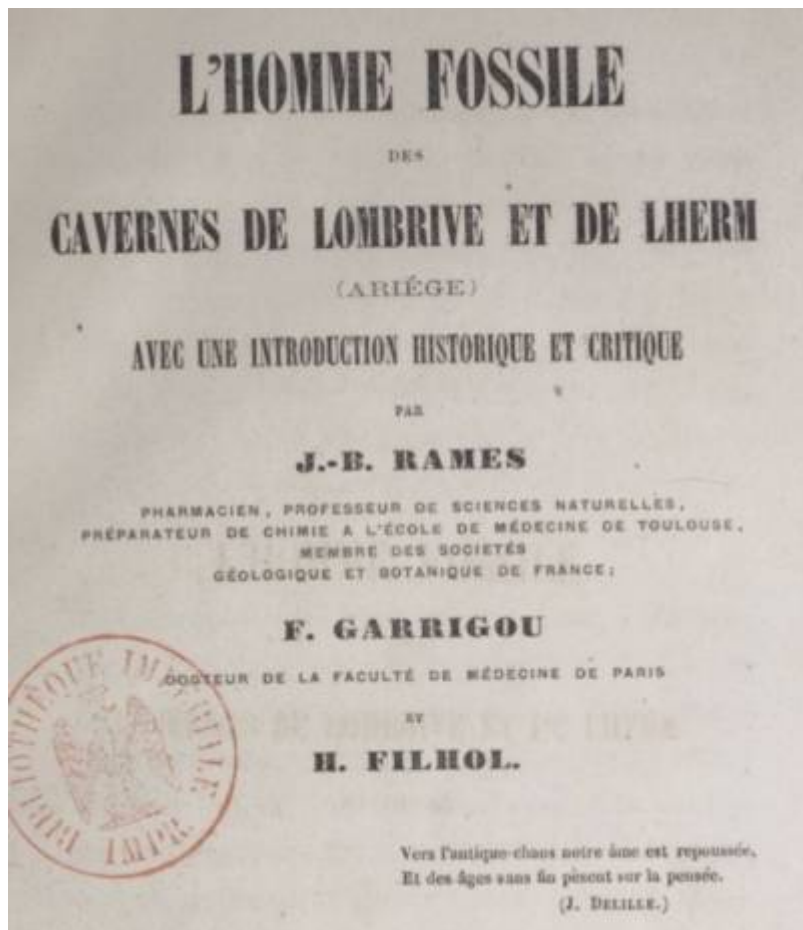 L'HOMME FOSSILE
DES
CAVERNES DE LOMBRIVE ET DE LHERM
(ARIÉGE)
AVEC UNE INTRODUCTION HISTORIQUE ET CRITIQUE
PAR
J.-B. RAMES
PHARMACIEN, PROFESSEUR DE SCIENCES NATURELLES,
PRÉPARATEUR DE CHIMIE A L'ÉCOLE DE MÉDECINE DE TOULOUSE,
MEMBRE DES SOCIETÉS
GÉOLOGIQUE ET BOTANIQUE DE FRANCE;
F. GARRIGOU
DOCTEUR DE LA FACULTÉ DE MÉDECINE DE PARIS
ET
H. FILHOL.
BIBLIOTHÈQUE IMPÉRIALE
IMPR.
Vers l'antique chaos notre âme est repoussée,
Et des âges sans fin pèsent sur la pensée.
(J. DELILLE.)